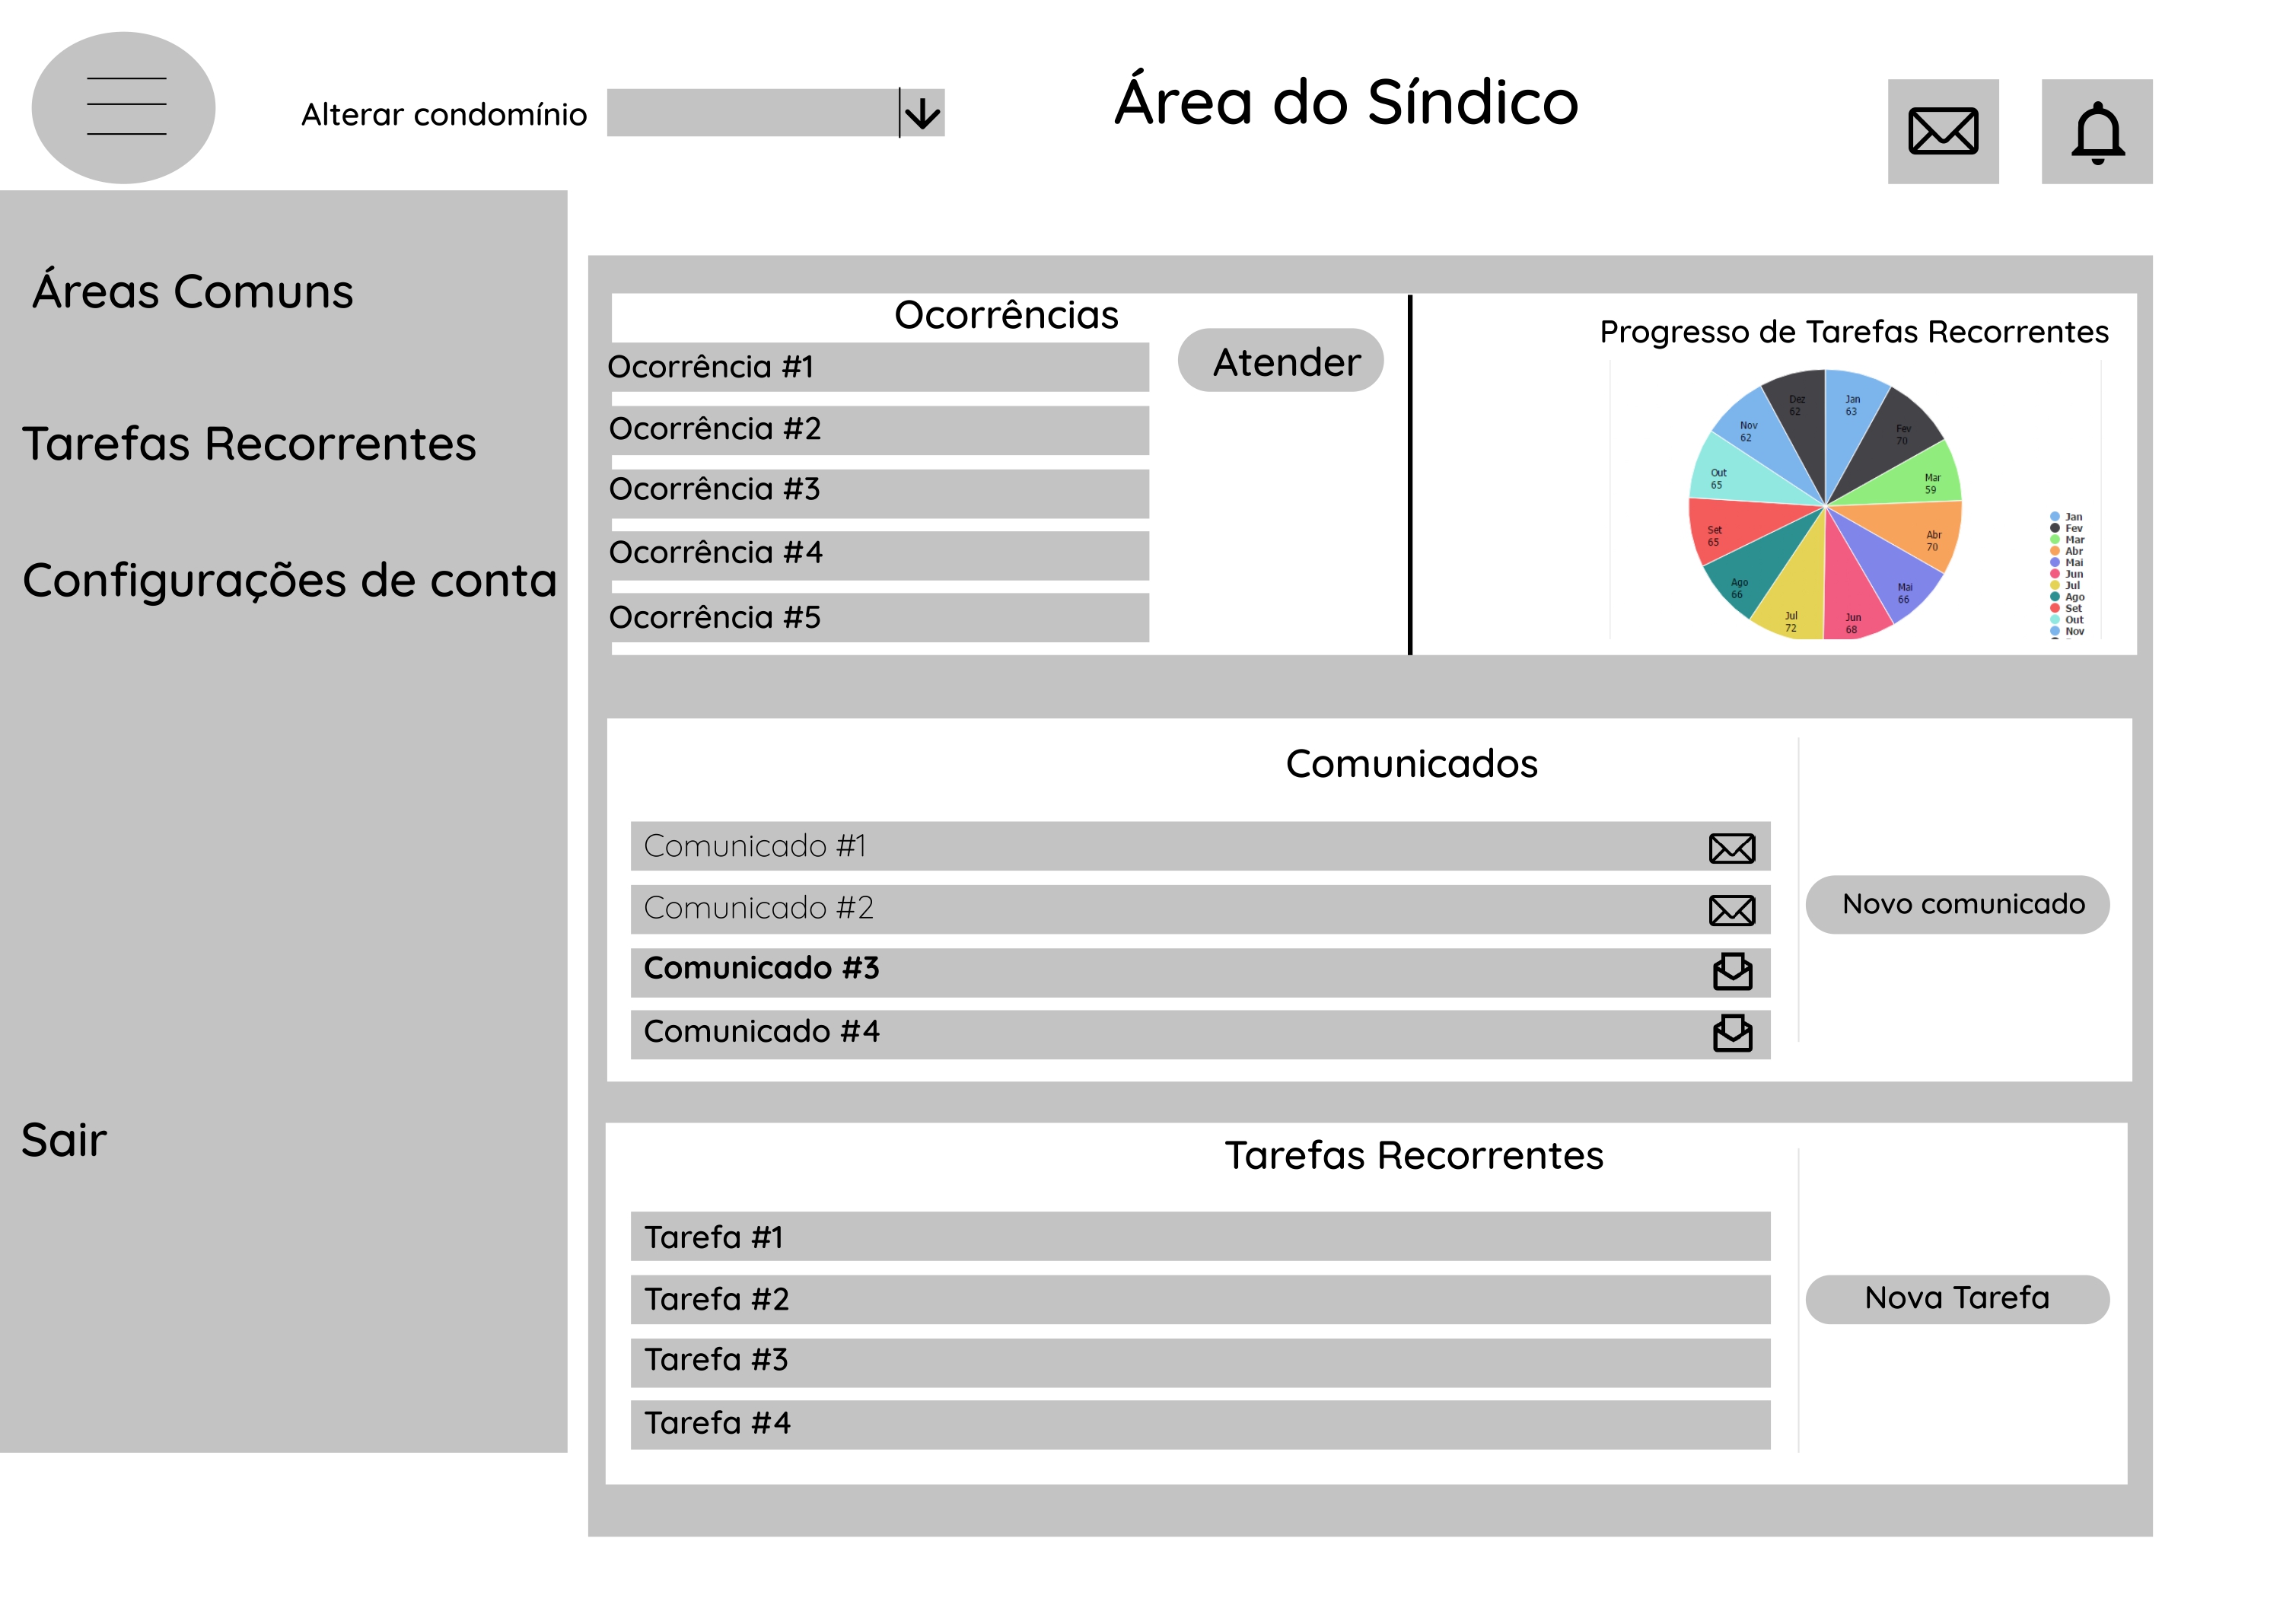 Alterar condomínio
Área do Síndico
Áreas Comuns
Tarefas Recorrentes
Configurações de conta
Sair
Ocorrências
Ocorrência #1
Ocorrência #2
Ocorrência #3
Ocorrência #4
Ocorrência #5
Atender
Progresso de Tarefas Recorrentes
Jan
63
Fev
70
Mar
59
Abr
70
Mai
66
Jun
68
Jul
72
Ago
66
Set
65
Out
65
Nov
62
Dez
62
Jan
Fev
Mar
Abr
Mai
Jun
Jul
Ago
Set
Out
Nov
Comunicados
Comunicado #1
Comunicado #2
Comunicado #3
Comunicado #4
Novo comunicado
Tarefas Recorrentes
Tarefa #1
Tarefa #2
Tarefa #3
Tarefa #4
Nova Tarefa